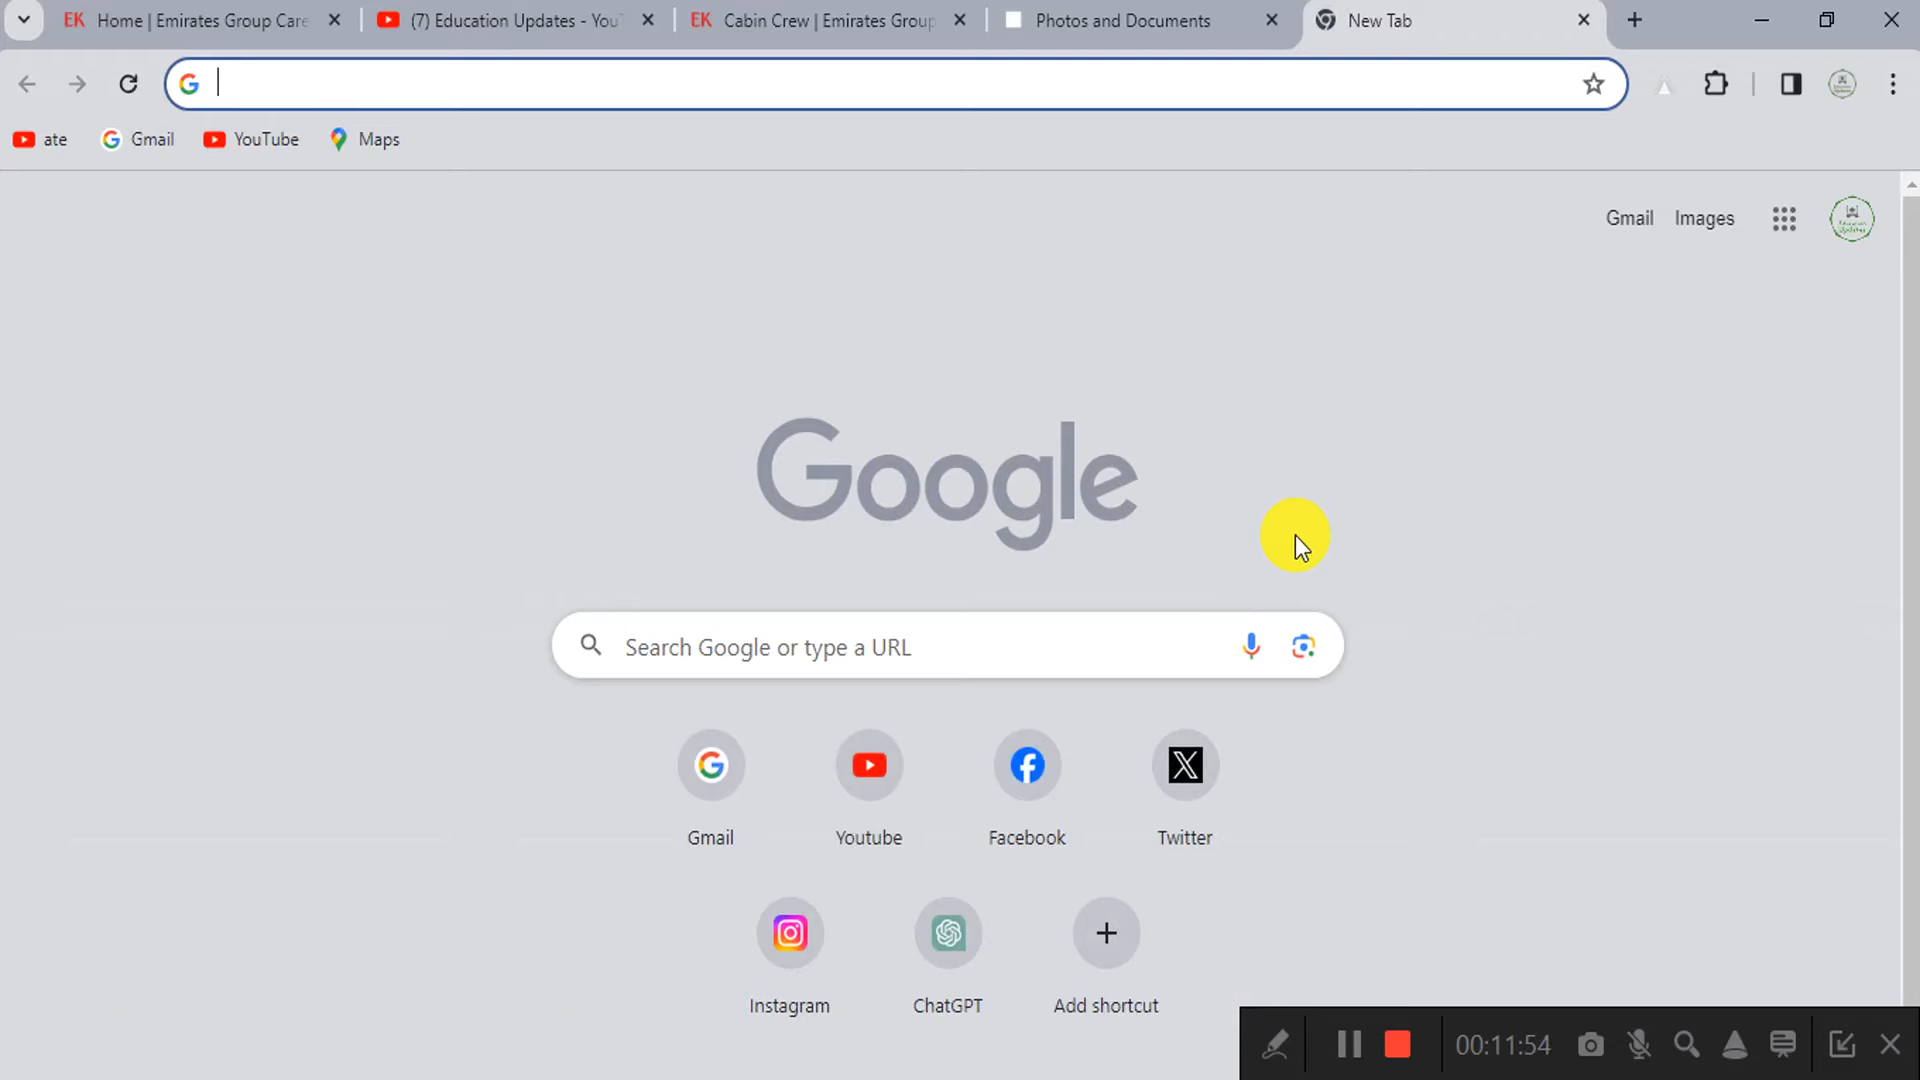 EK Home | Emirates Group Care
(7) Education Updates - You
EK Cabin Crew | Emirates Group
Photos and Documents
New Tab
ate Gmail YouTube Maps
Gmail Images
Google
Search Google or type a URL
Gmail Youtube Facebook Twitter
Instagram ChatGPT Add shortcut
00:11:54